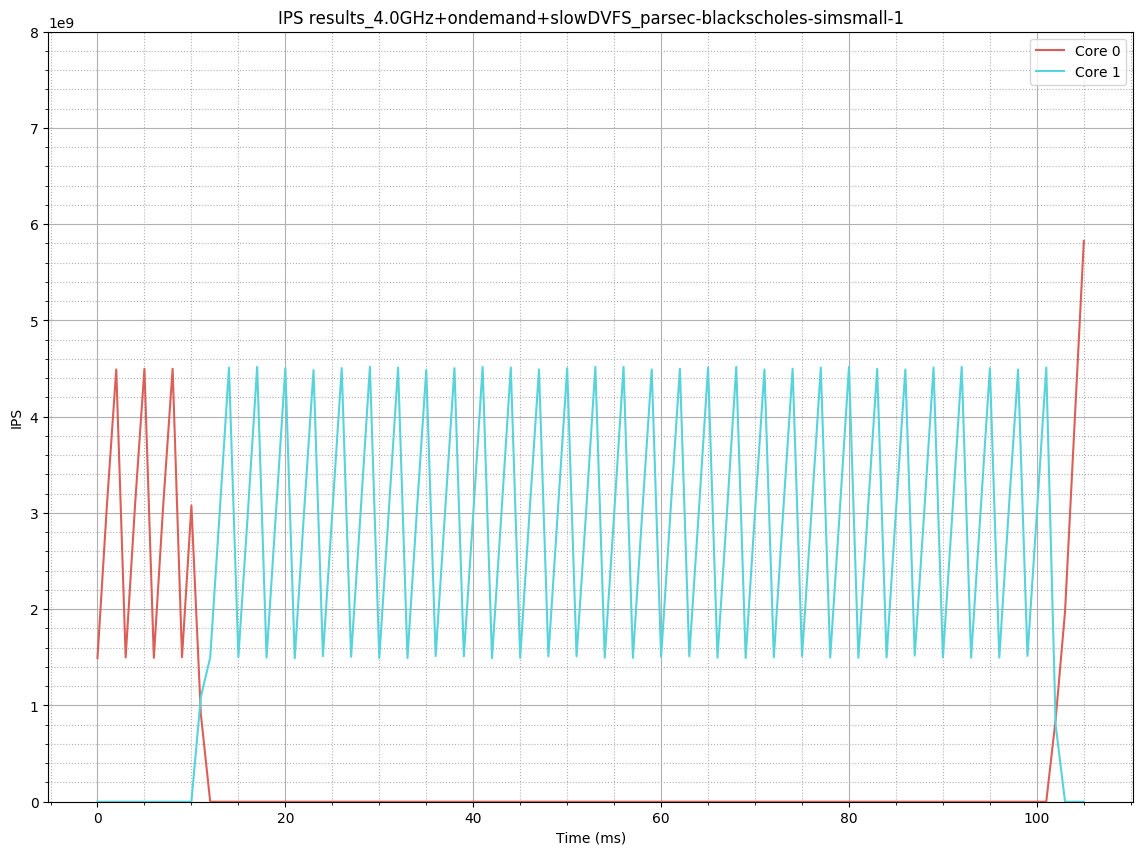 IPS results_4.0GHz+ondemand+slowDVFS_parsec-blackscholes-simsmall-1
1e9
Core 0
Core 1
8
7
6
5
4
3
2
1
0
IPS
0 20 40 60 80 100
Time (ms)